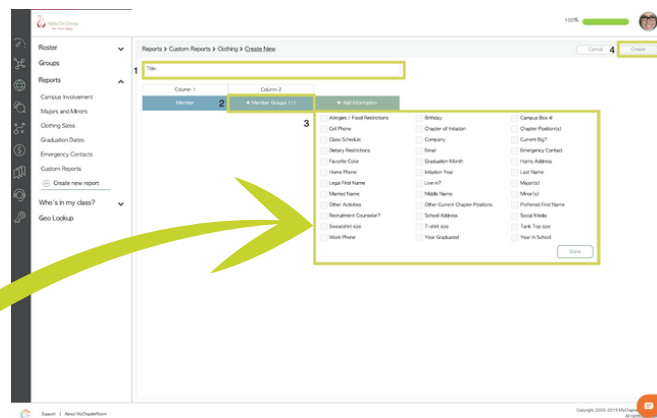 Alpha Chi Omega
100%
Roster
Groups
Reports
Campus Involvement
Majors and Minors
Clothing Sizes
Graduation Dates
Emergency Contacts
Custom Reports
Create new report
Who's in my class?
Geo Lookup
Reports > Custom Reports > Clothing > Create New
Cancel 4 Create
1 Title:
Column 1 Column 2
Member 2 + Member Groups (1) + Add Information
3
Allergies / Food Restrictions Birthday Campus Box #
Cell Phone Chapter of Initiation Chapter Position(s)
Class Schedule Company Current Big?
Dietary Restrictions Email Emergency Contact
Favorite Color Graduation Month Home Address
Home Phone Initiation Year Last Name
Legal First Name Live in? Major(s)
Married Name Middle Name Minor(s)
Other Activities Other Current Chapter Positions Preferred First Name
Recruitment Counselor? School Address Social Media
Sweatshirt size T-shirt size Tank Top size
Work Phone Year Graduated Year in School
Done
Support | About MyChapterRoom
Copyright 2003-2019 MyChapter
All rights